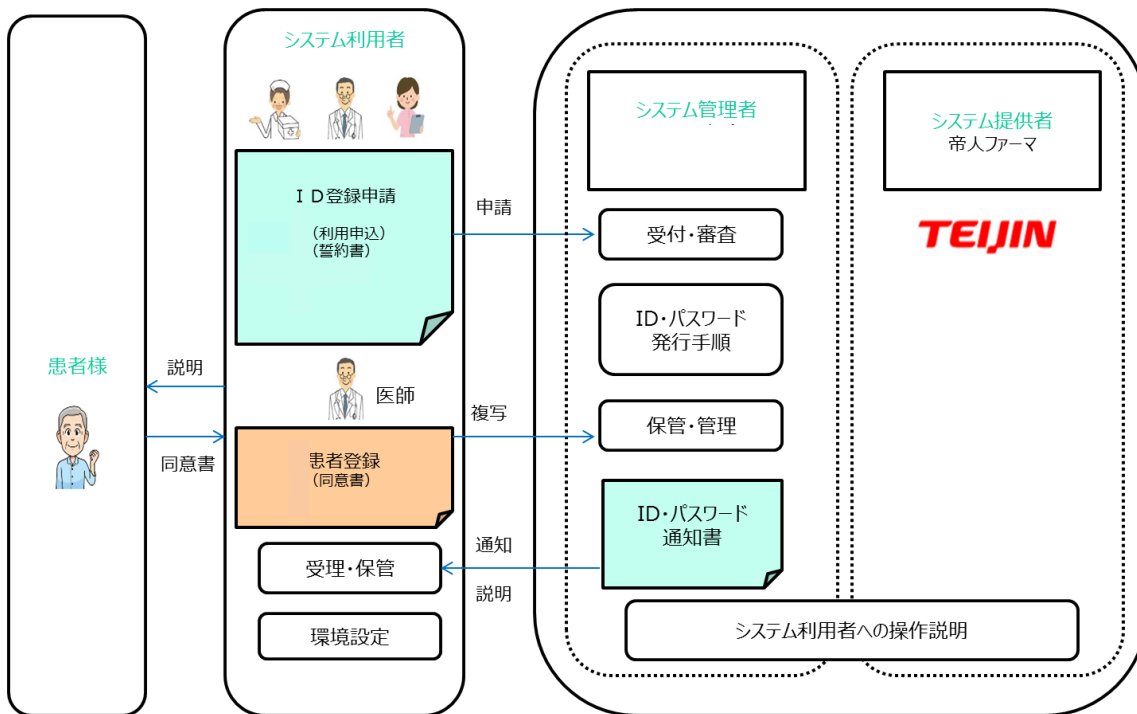 患者様
説明
同意書
システム利用者
ID登録申請
(利用申込)
(誓約書)
医師
患者登録
(同意書)
受理・保管
環境設定
申請
複写
通知
説明
システム管理者
受付・審査
ID・パスワード
発行手順
保管・管理
ID・パスワード
通知書
システム提供者
帝人ファーマ
TEIJIN
システム利用者への操作説明